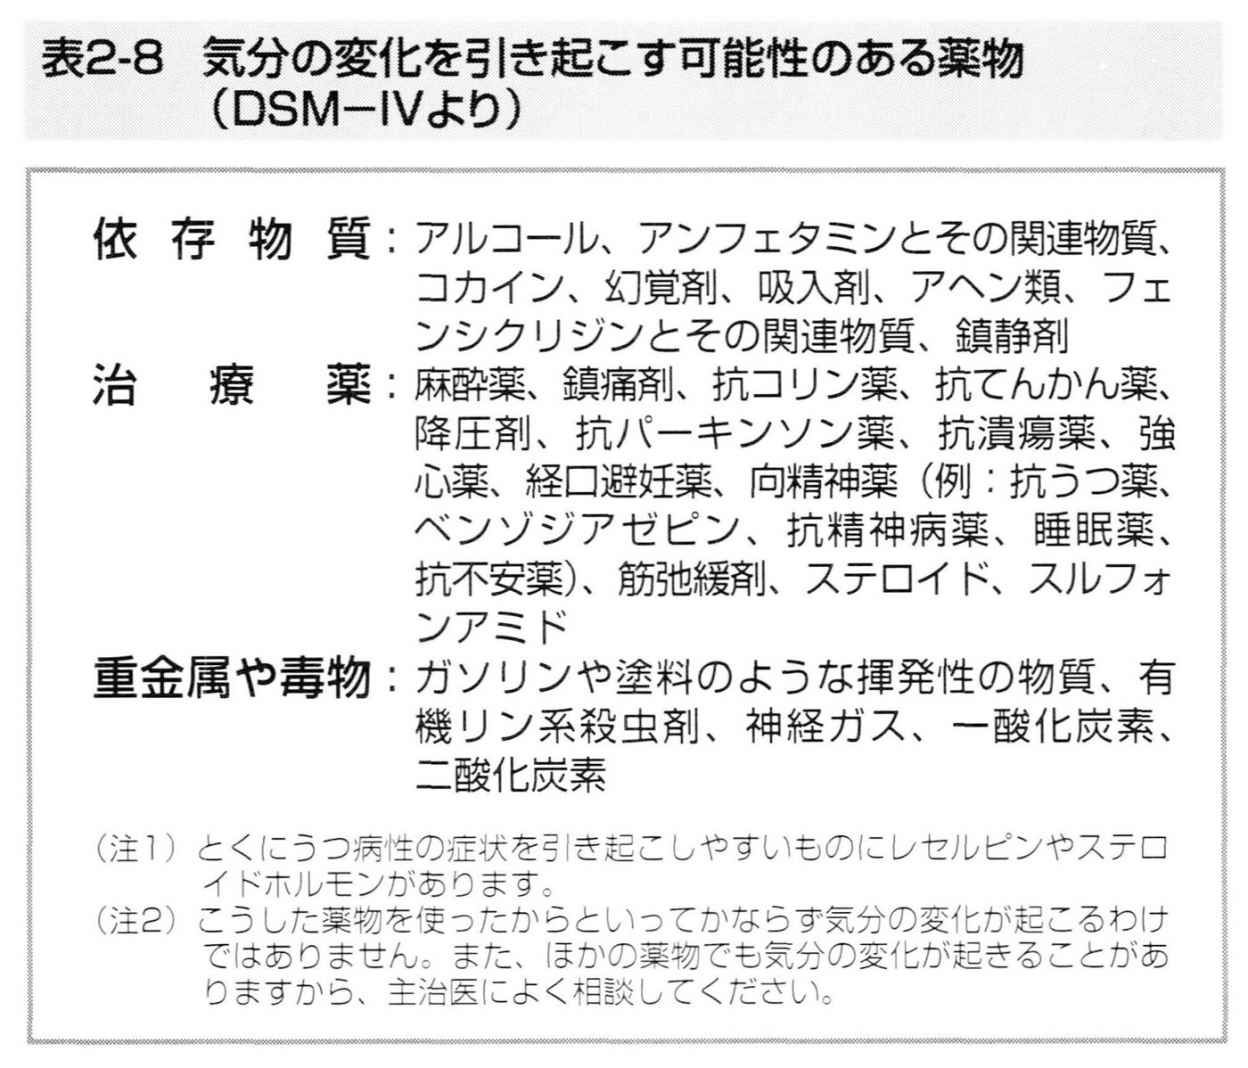 表2-8 気分の変化を引き起こす可能性のある薬物
（DSM－IVより）
依存物質：アルコール、アンフェタミンとその関連物質、
コカイン、幻覚剤、吸入剤、アヘン類、フェ
ンシクリジンとその関連物質、鎮静剤
治療薬：麻酔薬、鎮痛剤、抗コリン薬、抗てんかん薬、
降圧剤、抗パーキンソン薬、抗潰瘍薬、強
心薬、経口避妊薬、向精神薬（例：抗うつ薬、
ベンゾジアゼピン、抗精神病薬、睡眠薬、
抗不安薬）、筋弛緩剤、ステロイド、スルフォ
ンアミド
重金属や毒物：ガソリンや塗料のような揮発性の物質、有
機リン系殺虫剤、神経ガス、一酸化炭素、
二酸化炭素
（注1）とくにうつ病性の症状を引き起こしやすいものにレセルピンやステロ
イドホルモンがあります。
（注2）こうした薬物を使ったからといってかならず気分の変化が起こるわけ
ではありません。また、ほかの薬物でも気分の変化が起きることがあ
りますから、主治医によく相談してください。